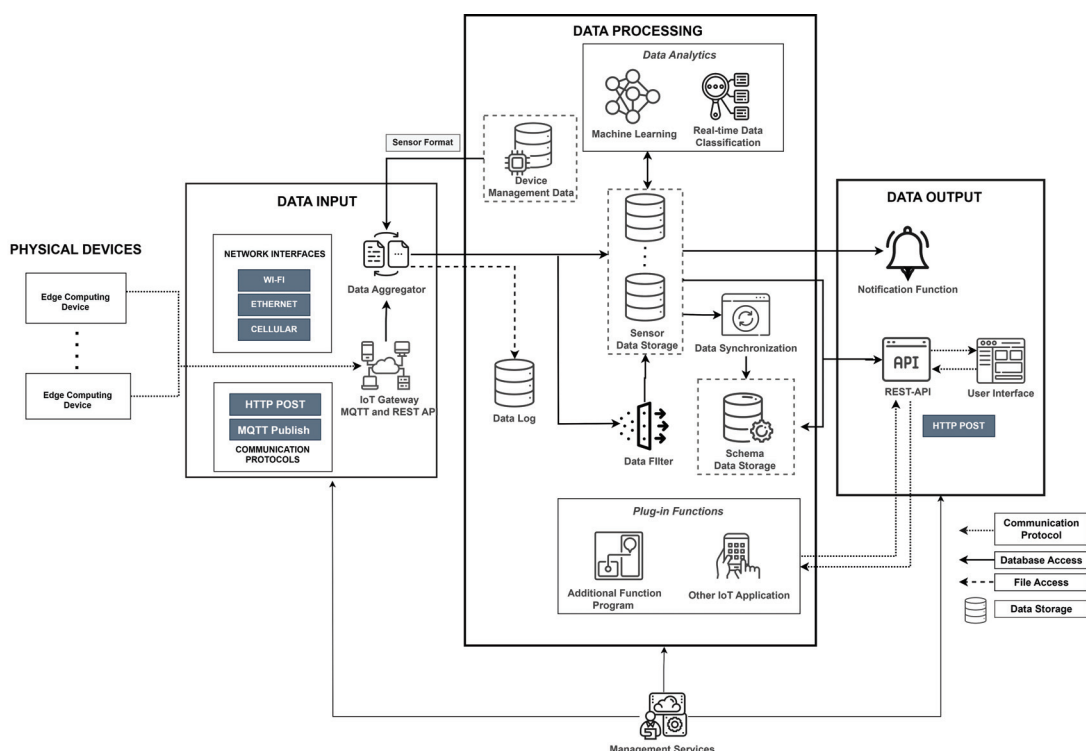 DATA PROCESSING
Data Analytics
Machine Learning
Real-time Data
Classification
Sensor Format
Device
Management Data
DATA INPUT
NETWORK INTERFACES
WI-FI
ETHERNET
CELLULAR
Data Aggregator
PHYSICAL DEVICES
Edge Computing
Device
Edge Computing
Device
IoT Gateway
MQTT and REST AP
HTTP POST
MQTT Publish
COMMUNICATION
PROTOCOLS
Data Log
Sensor
Data Storage
Data Synchronization
Data FIlter
Schema
Data Storage
Plug-in Functions
Additional Function
Program
Other IoT Application
DATA OUTPUT
Notification Function
API
REST-API
User Interface
HTTP POST
Communication
Protocol
Database Access
File Access
Data Storage
Management Services